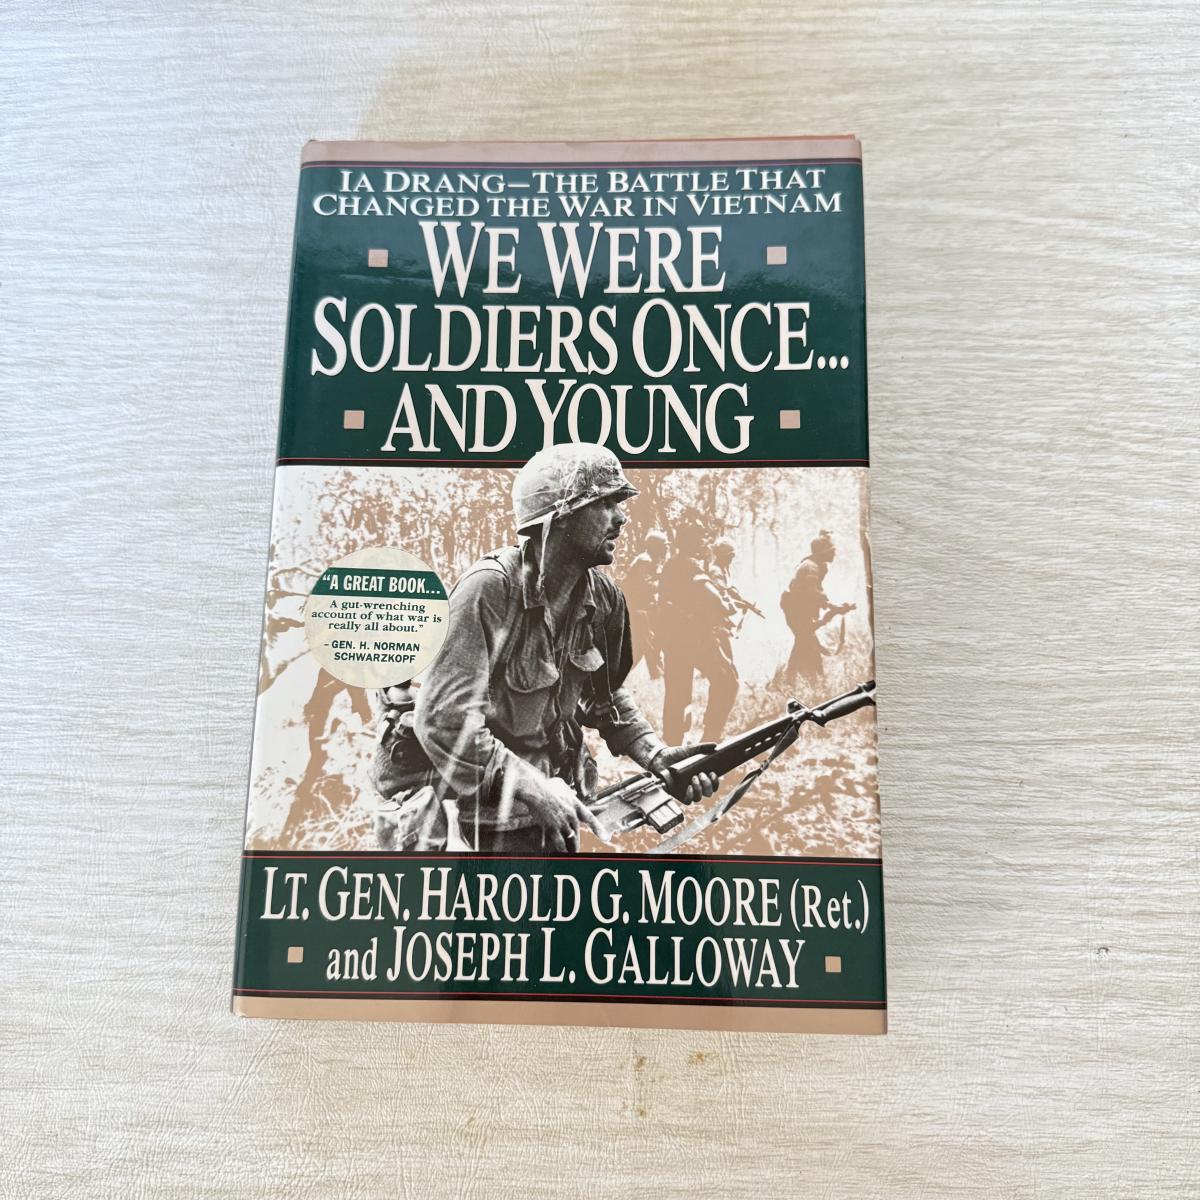 IA DRANG—THE BATTLE THAT
CHANGED THE WAR IN VIETNAM
WE WERE
SOLDIERS ONCE...
AND YOUNG
"A GREAT BOOK...
A gut-wrenching
account of what war is
really all about."
– GEN. H. NORMAN
SCHWARZKOPF
LT. GEN. HAROLD G. MOORE (Ret.)
and JOSEPH L. GALLOWAY